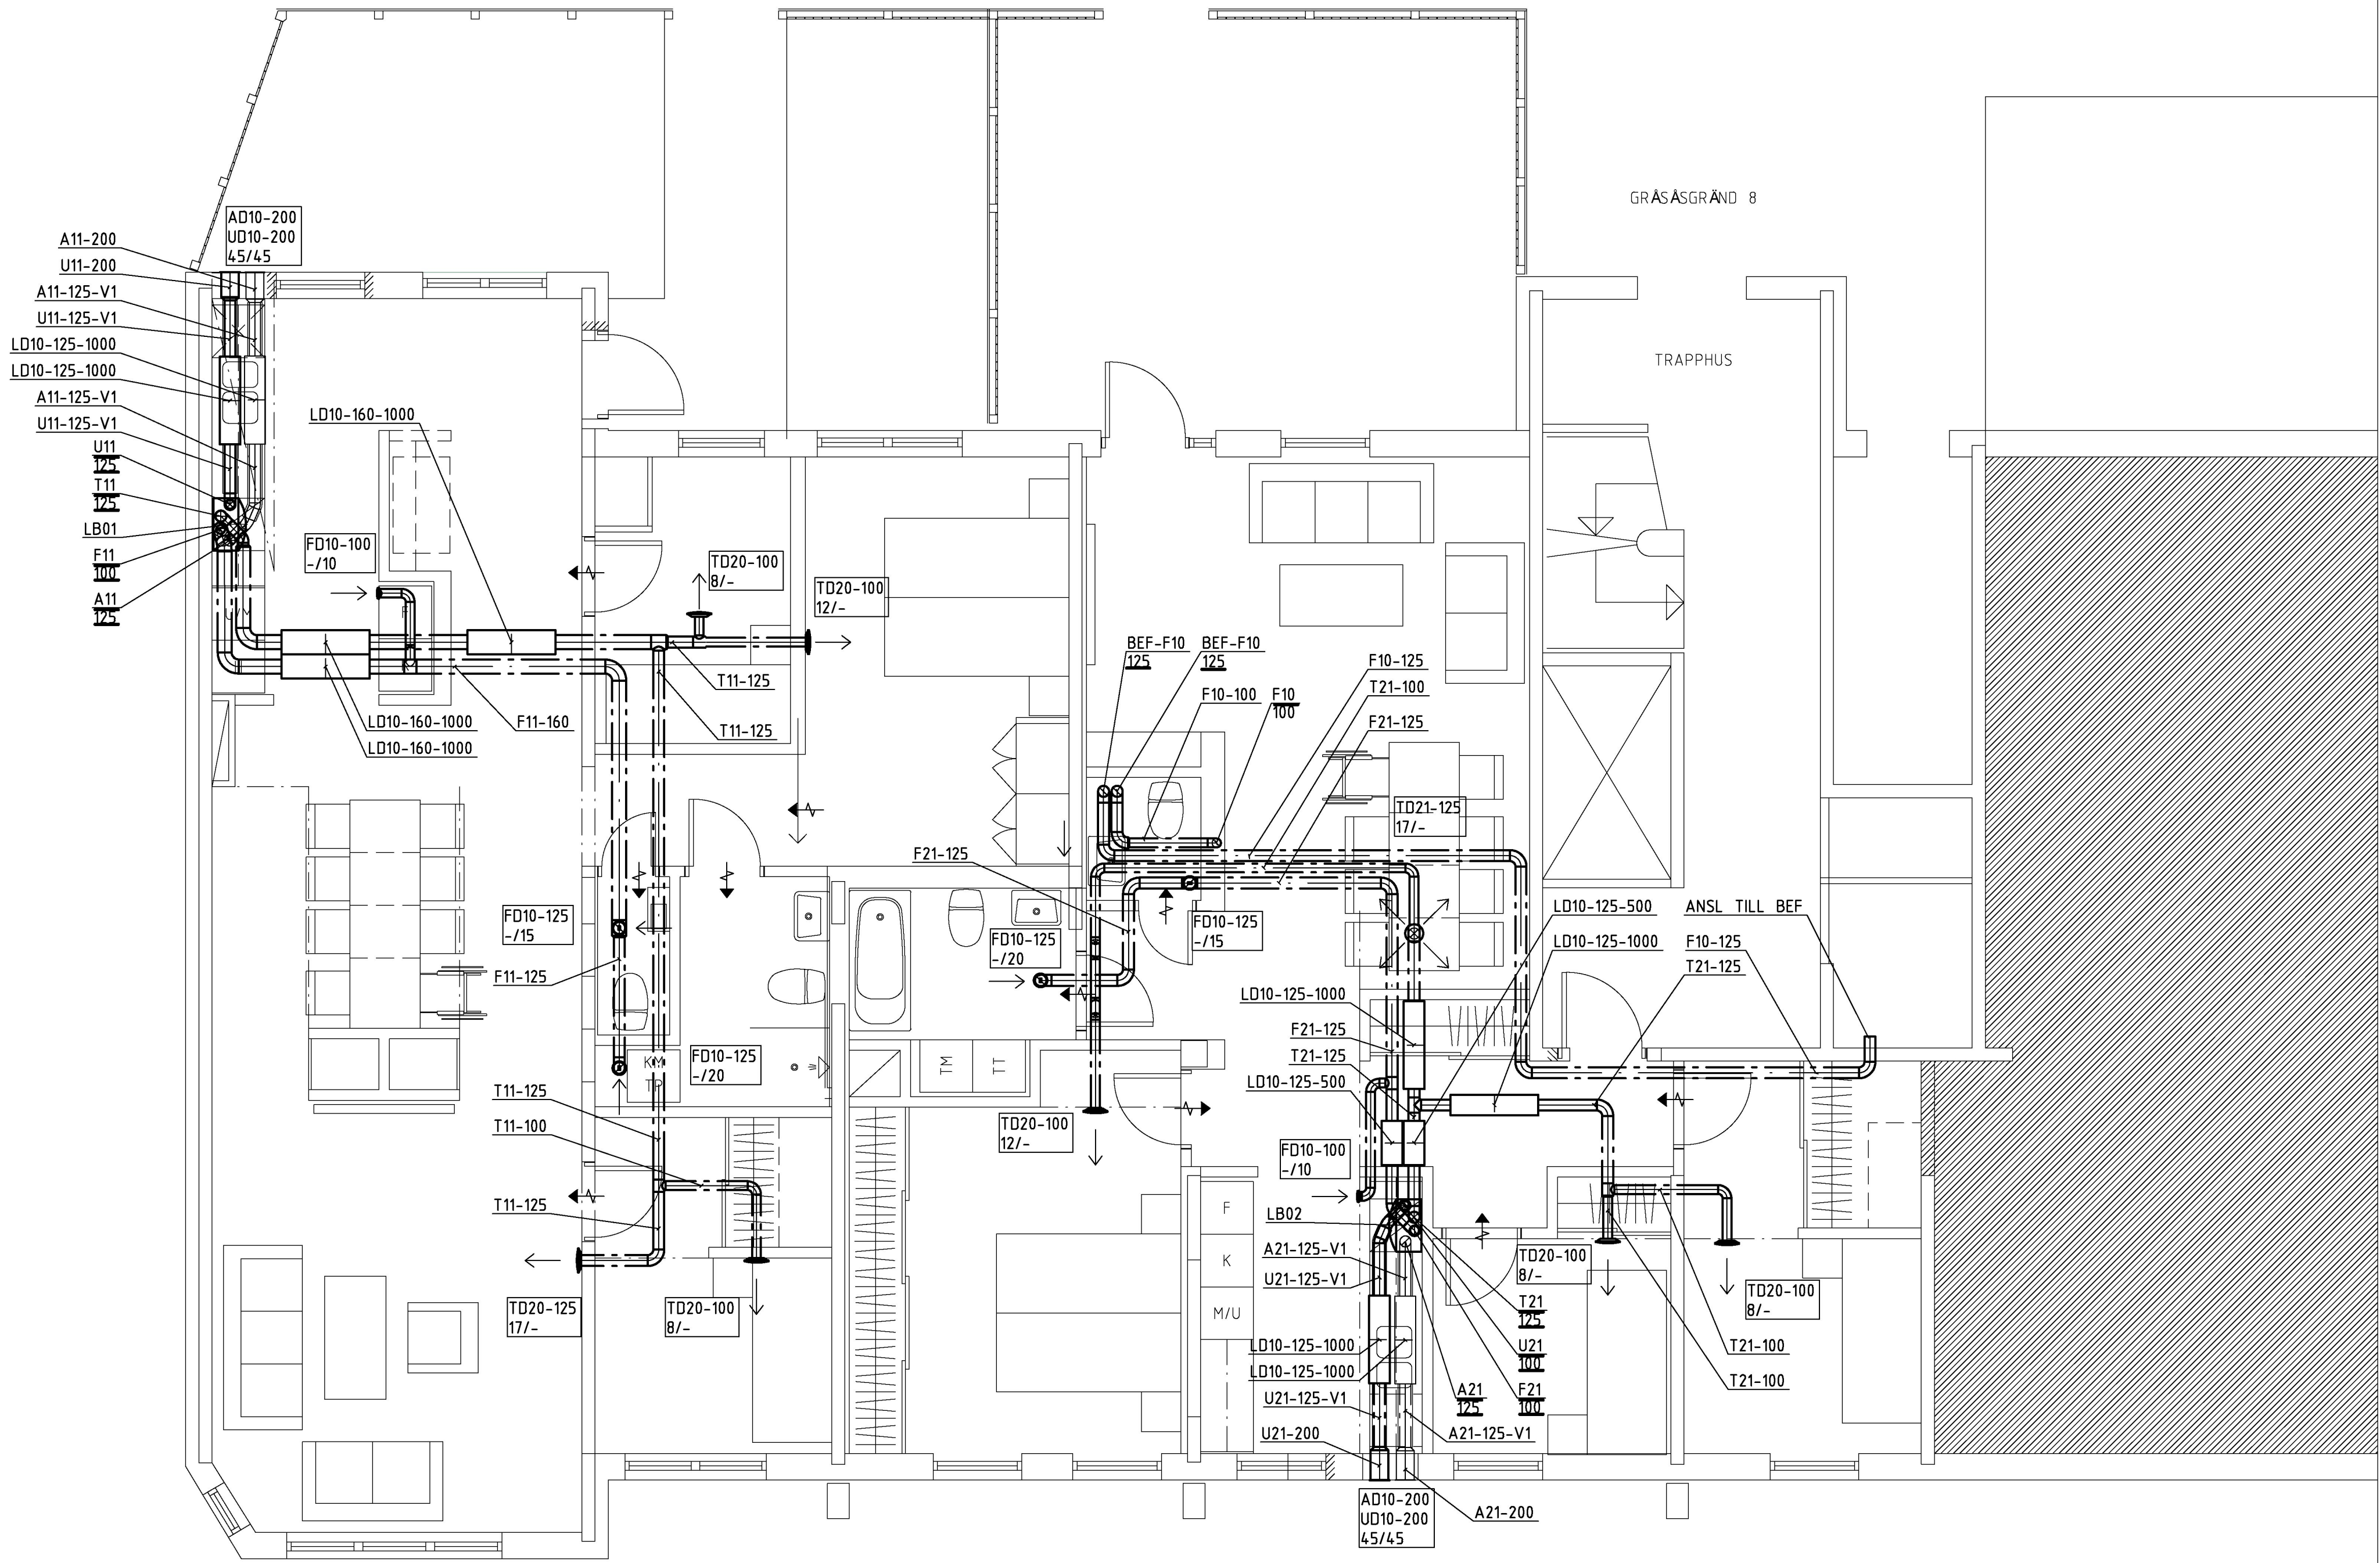 GRÅSÅSGRÄND 8
TRAPPHUS
AD10-200
UD10-200
45/45
A11-200
U11-200
A11-125-V1
U11-125-V1
LD10-125-1000
LD10-125-1000
A11-125-V1
U11-125-V1
U11
125
T11
125
LB01
F11
100
A11
125
LD10-160-1000
FD10-100
-/10
F
TD20-100
8/-
TD20-100
12/-
T11-125
T11-125
LD10-160-1000
LD10-160-1000
F11-160
BEF-F10
125
BEF-F10
125
F10-100
F10
100
F10-125
T21-100
F21-125
TD21-125
17/-
F21-125
FD10-125
-/15
F11-125
FD10-125
-/20
FD10-125
-/15
LD10-125-500
ANSL TILL BEF
LD10-125-1000
F10-125
T21-125
LD10-125-1000
F21-125
T21-125
LD10-125-500
KM
TP
FD10-125
-/20
TM
TT
T11-125
T11-100
T11-125
TD20-100
12/-
FD10-100
-/10
F
K
M/U
LB02
A21-125-V1
U21-125-V1
TD20-125
17/-
TD20-100
8/-
TD20-100
8/-
TD20-100
8/-
T21
125
U21
100
F21
100
A21
125
LD10-125-1000
LD10-125-1000
U21-125-V1
U21-200
A21-125-V1
T21-100
T21-100
AD10-200
UD10-200
45/45
A21-200